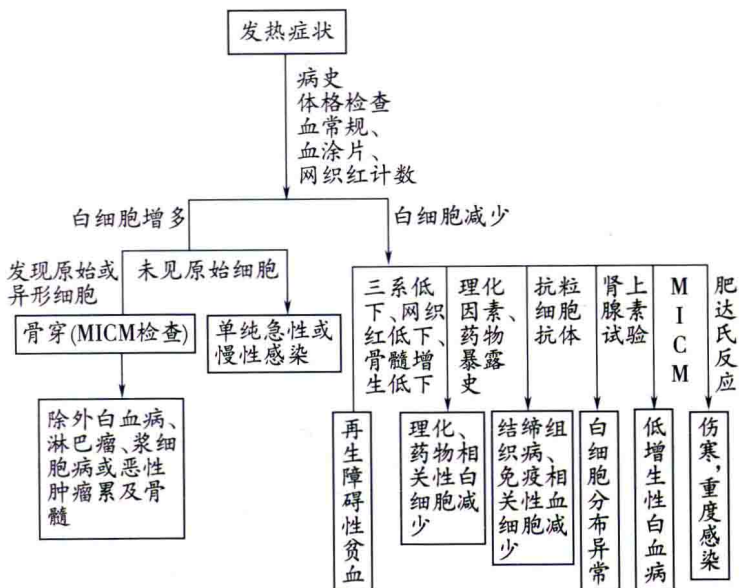 发热症状
病史
体格检查
血常规、
血涂片、
网织红计数
白细胞增多
白细胞减少
发现原始或
异形细胞
未见原始细胞
骨穿(MICM检查)
单纯急性或
慢性感染
除外白血病、
淋巴瘤、浆细
胞病或恶性
肿瘤累及骨
髓
三系低
下、网织
红低下、
骨髓增
生低下
理化
因素、
药物
暴露
史
抗粒
细胞
抗体
肾上
腺素
试验
MICM
肥达氏反应
再生障碍性贫血
理化、
药物相
关性白
细胞减
少
结缔组
织病、
免疫相
关性血
细胞减
少
白细胞分布异常
低增生性白血病
伤寒,重度感染